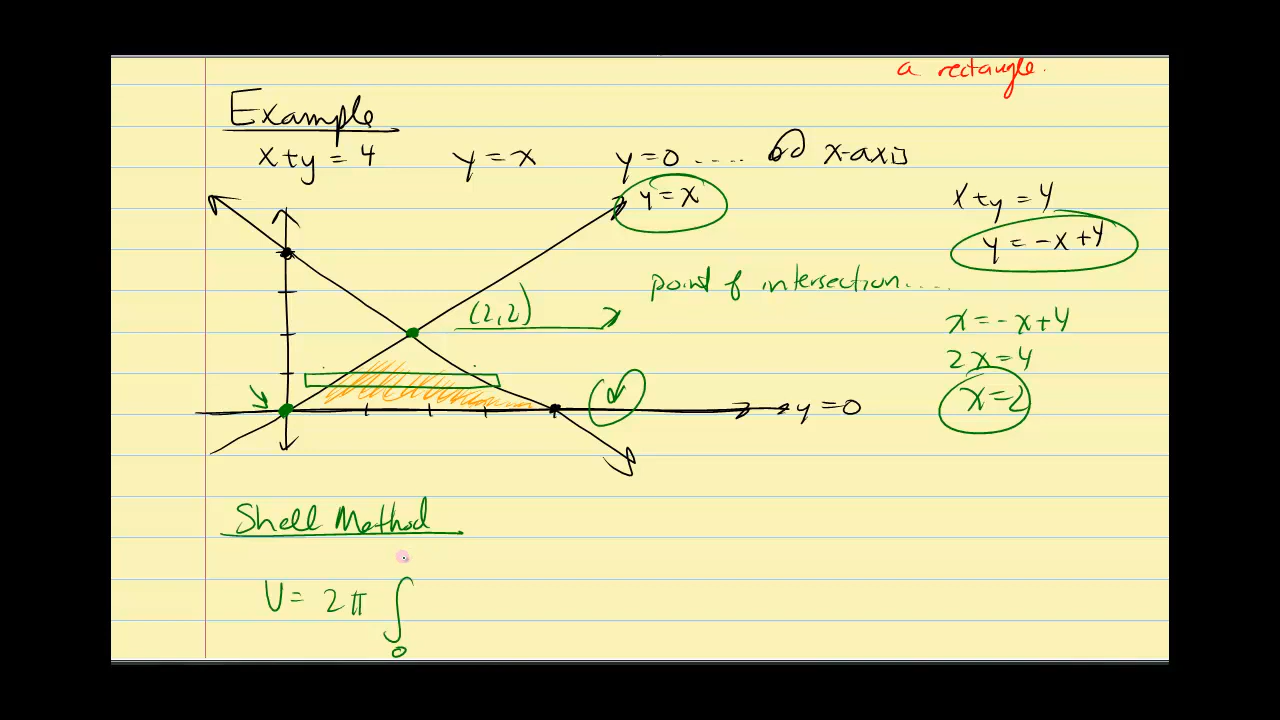 a rectangle.
Example
x+y=4 y=x y=0..... x-axis
y=x
x+y=4
y=-x+4
point of intersection.....
(2,2)
x=-x+4
2x=4
x=2
y=0
Shell Method
V= 2π ∫
0